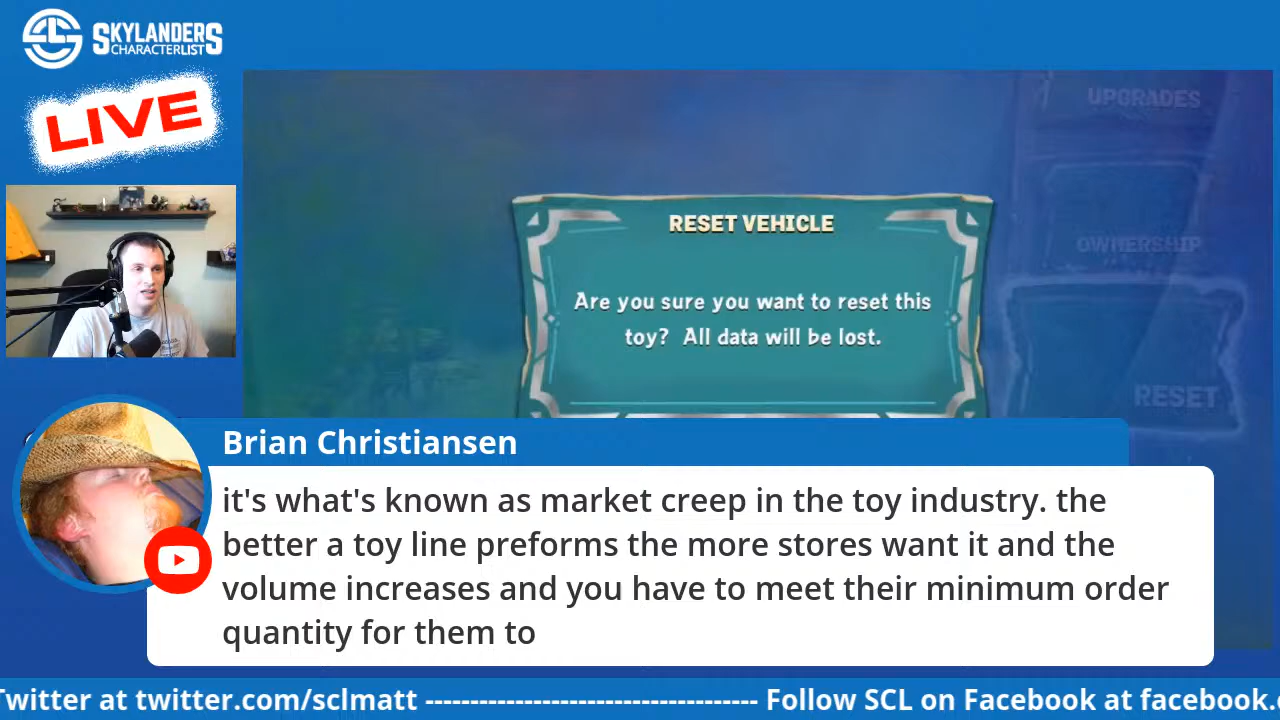 SKYLANDERS
CHARACTERLIST
LIVE
UPGRADES
RESET VEHICLE
OWNERSHIP
Are you sure you want to reset this
toy? All data will be lost.
RESET
Brian Christiansen
it's what's known as market creep in the toy industry. the
better a toy line preforms the more stores want it and the
volume increases and you have to meet their minimum order
quantity for them to
Twitter at twitter.com/sclmatt ------------------------------------ Follow SCL on Facebook at facebook.